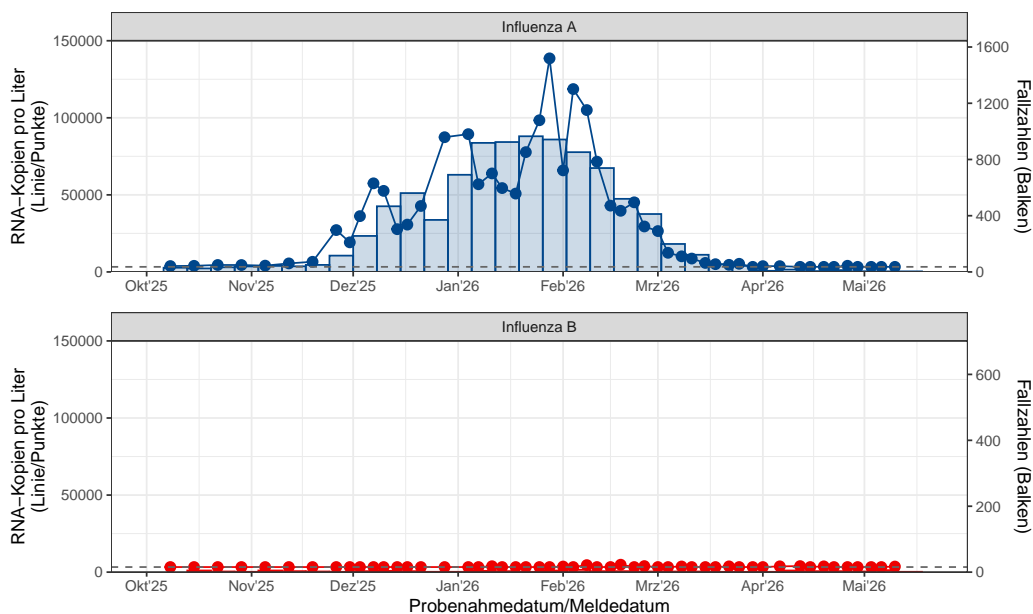 Influenza A
RNA−Kopien pro Liter
(Linie/Punkte)
150000
100000
50000
0
1600
1200
800
400
0
Fallzahlen (Balken)
Okt'25 Nov'25 Dez'25 Jan'26 Feb'26 Mrz'26 Apr'26 Mai'26
Influenza B
RNA−Kopien pro Liter
(Linie/Punkte)
150000
100000
50000
0
600
400
200
0
Fallzahlen (Balken)
Okt'25 Nov'25 Dez'25 Jan'26 Feb'26 Mrz'26 Apr'26 Mai'26
Probenahmedatum/Meldedatum